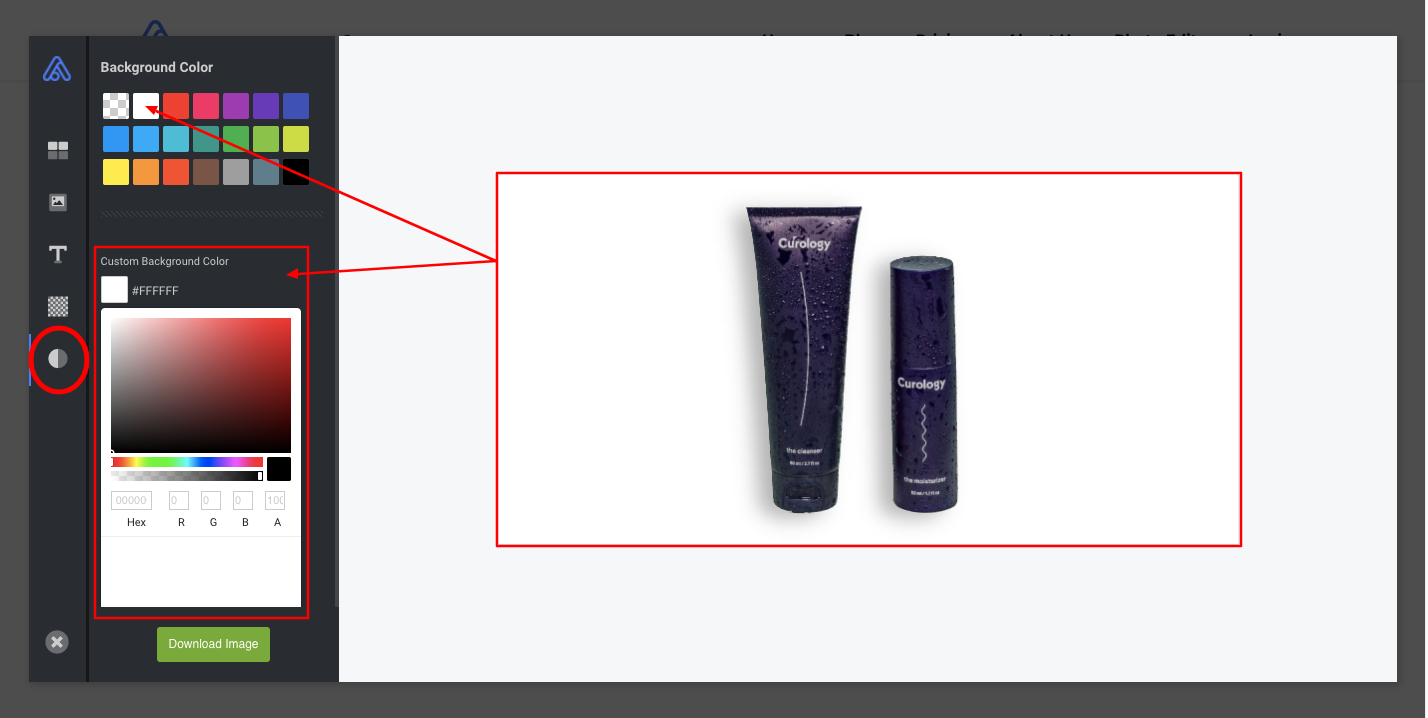 Background Color
Custom Background Color
#FFFFFF
00000
0
0
0
100
Hex
R
G
B
A
Download Image
Curology
the cleanser
Curology
the moisturizer